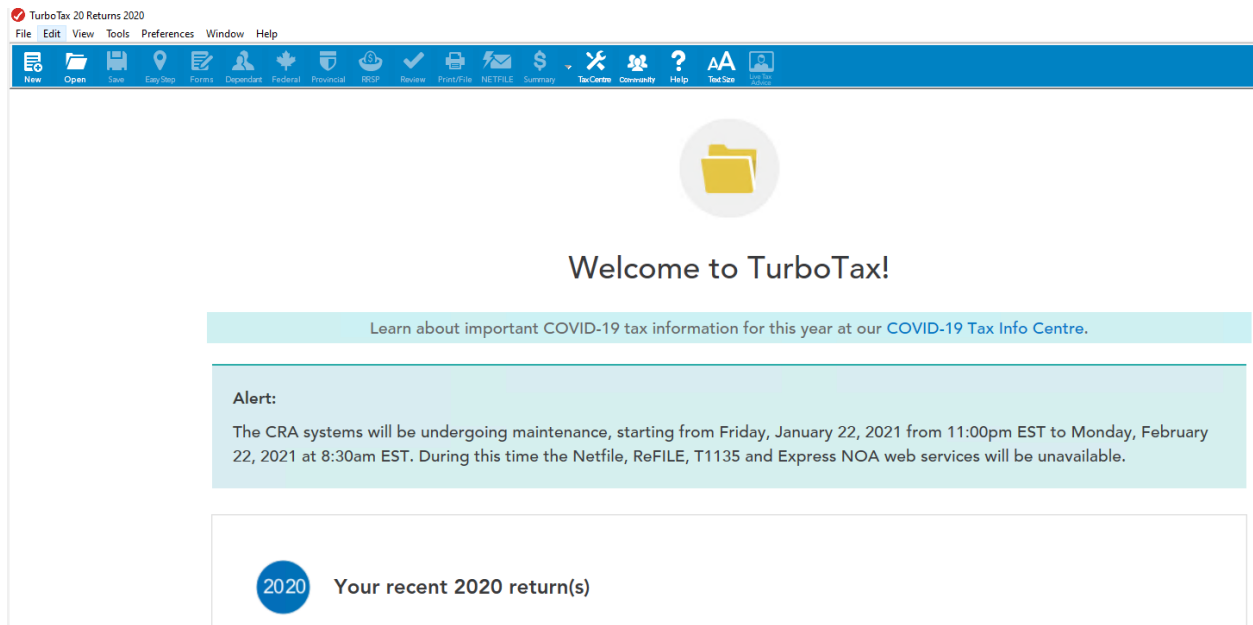 TurboTax 20 Returns 2020
File Edit View Tools Preferences Window Help
New Open Save EasyStep Forms Dependant Federal Provincial RRSP Review Print/File NETFILE Summary TaxCentre Community Help Text Size Live Tax Advice
Welcome to TurboTax!
Learn about important COVID-19 tax information for this year at our COVID-19 Tax Info Centre.
Alert:
The CRA systems will be undergoing maintenance, starting from Friday, January 22, 2021 from 11:00pm EST to Monday, February
22, 2021 at 8:30am EST. During this time the Netfile, ReFILE, T1135 and Express NOA web services will be unavailable.
2020 Your recent 2020 return(s)